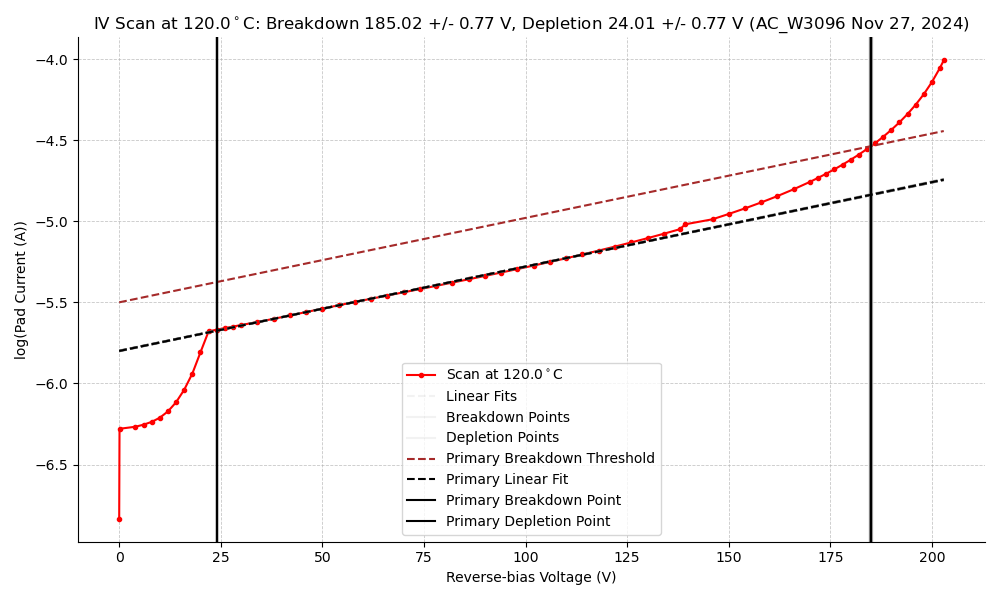 IV Scan at 120.0°C: Breakdown 185.02 +/- 0.77 V, Depletion 24.01 +/- 0.77 V (AC_W3096 Nov 27, 2024)
log(Pad Current (A))
−4.0
−4.5
−5.0
−5.5
−6.0
−6.5
Scan at 120.0°C
Linear Fits
Breakdown Points
Depletion Points
Primary Breakdown Threshold
Primary Linear Fit
Primary Breakdown Point
Primary Depletion Point
0 25 50 75 100 125 150 175 200
Reverse-bias Voltage (V)